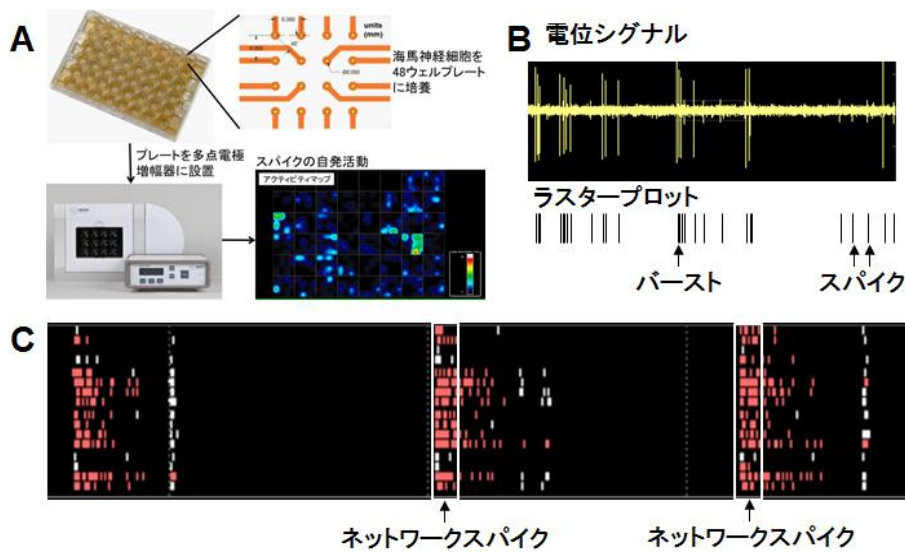 A
0.350
units
(mm)
45°
海馬神経細胞を
48ウェルプレート
に培養
プレートを多点電極
増幅器に設置
スパイクの自発活動
アクティビティマップ
B 電位シグナル
ラスタープロット
バースト
スパイク
C
ネットワークスパイク
ネットワークスパイク